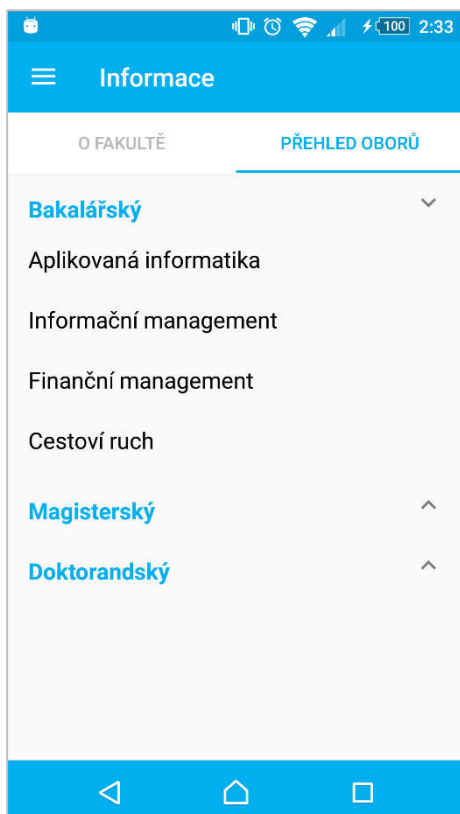 100 2:33
Informace
O FAKULTĚ PŘEHLED OBORŮ
Bakalářský
Aplikovaná informatika
Informační management
Finanční management
Cestoví ruch
Magisterský
Doktorandský